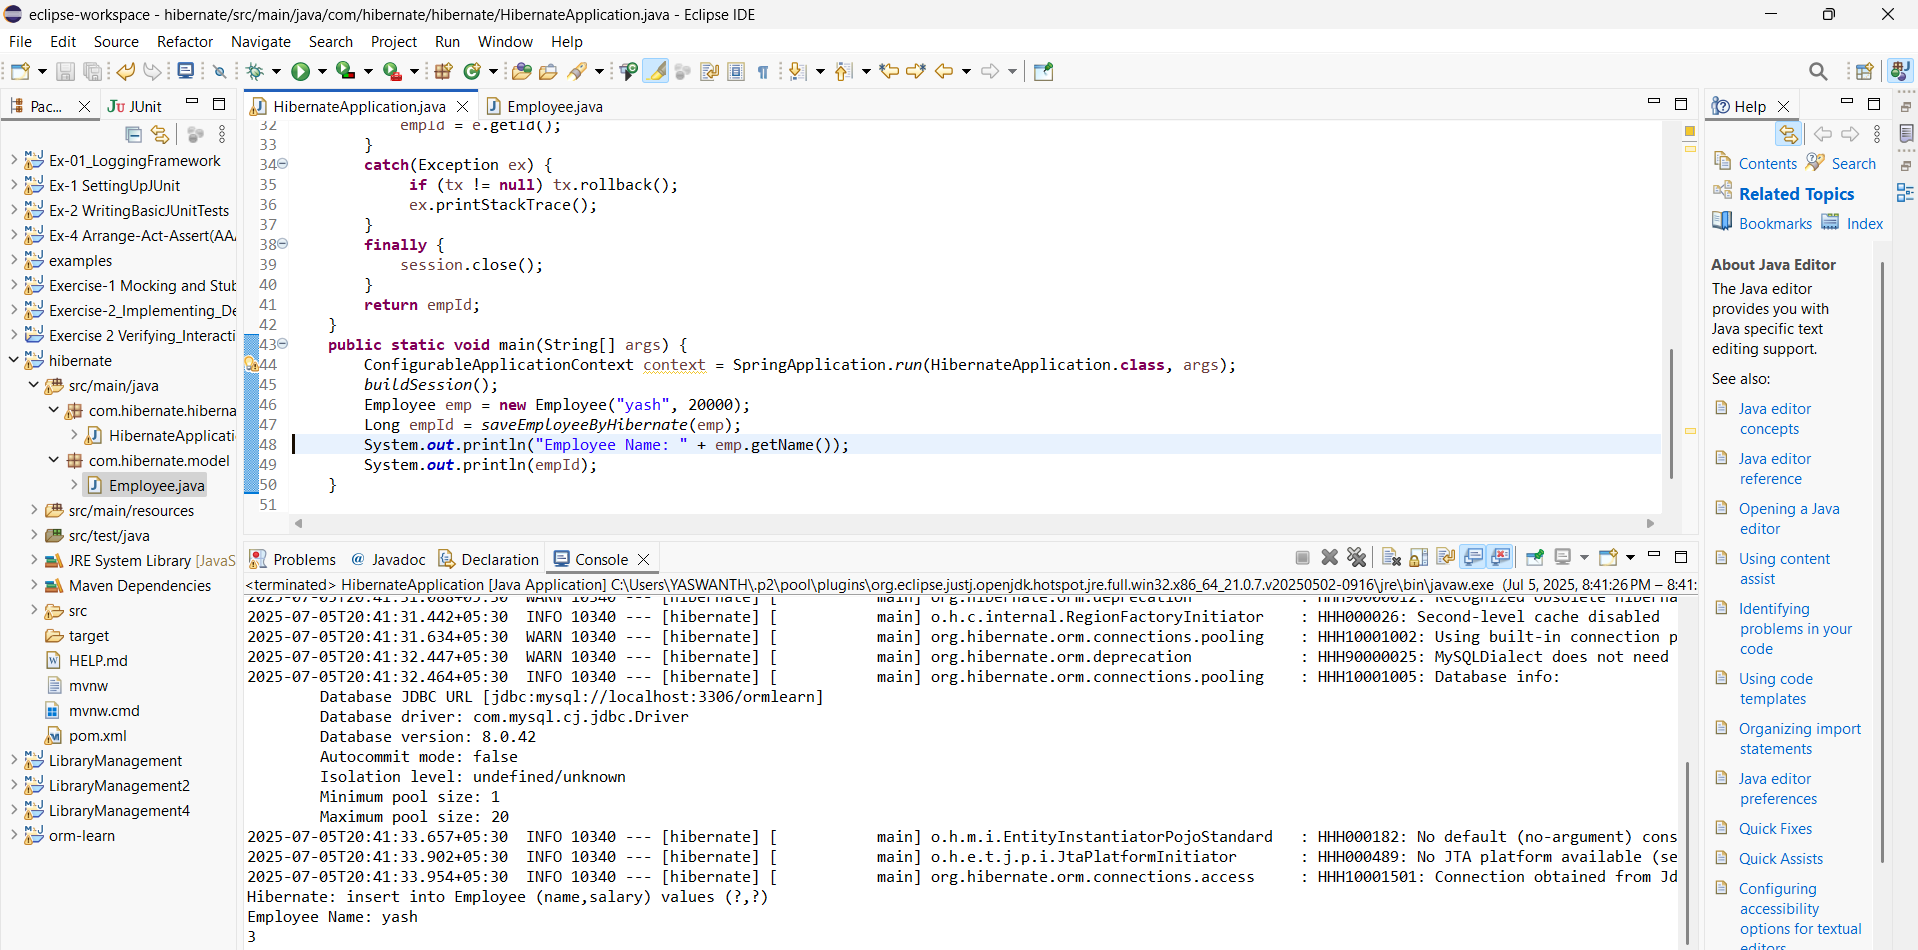 eclipse-workspace - hibernate/src/main/java/com/hibernate/hibernate/HibernateApplication.java - Eclipse IDE
File Edit Source Refactor Navigate Search Project Run Window Help
Pac... JUnit
Ex-01_LoggingFramework
Ex-1 SettingUpJUnit
Ex-2 WritingBasicJUnitTests
Ex-4 Arrange-Act-Assert(AA
examples
Exercise-1 Mocking and Stub
Exercise-2_Implementing_De
Exercise 2 Verifying_Interacti
hibernate
src/main/java
com.hibernate.hiberna
HibernateApplicati
com.hibernate.model
Employee.java
src/main/resources
src/test/java
JRE System Library [JavaS
Maven Dependencies
src
target
HELP.md
mvnw
mvnw.cmd
pom.xml
LibraryManagement
LibraryManagement2
LibraryManagement4
orm-learn
HibernateApplication.java Employee.java
32 empId = e.getId();
33 }
34 catch(Exception ex) {
35 if (tx != null) tx.rollback();
36 ex.printStackTrace();
37 }
38 finally {
39 session.close();
40 }
41 return empId;
42 }
43 public static void main(String[] args) {
44 ConfigurableApplicationContext context = SpringApplication.run(HibernateApplication.class, args);
45 buildSession();
46 Employee emp = new Employee("yash", 20000);
47 Long empId = saveEmployeeByHibernate(emp);
48 System.out.println("Employee Name: " + emp.getName());
49 System.out.println(empId);
50 }
51
Problems Javadoc Declaration Console
<terminated> HibernateApplication [Java Application] C:\Users\YASWANTH\.p2\pool\plugins\org.eclipse.justj.openjdk.hotspot.jre.full.win32.x86_64_21.0.7.v20250502-0916\jre\bin\javaw.exe (Jul 5, 2025, 8:41:26 PM – 8:41:
2025-07-05T20:41:31.088+05:30 WARN 10340 --- [hibernate] [ main] org.hibernate.orm.deprecation : HHH90000012: Recognized obsolete hiberna
2025-07-05T20:41:31.442+05:30 INFO 10340 --- [hibernate] [ main] o.h.c.internal.RegionFactoryInitiator : HHH000026: Second-level cache disabled
2025-07-05T20:41:31.634+05:30 WARN 10340 --- [hibernate] [ main] org.hibernate.orm.connections.pooling : HHH10001002: Using built-in connection p
2025-07-05T20:41:32.447+05:30 WARN 10340 --- [hibernate] [ main] org.hibernate.orm.deprecation : HHH90000025: MySQLDialect does not need
2025-07-05T20:41:32.464+05:30 INFO 10340 --- [hibernate] [ main] org.hibernate.orm.connections.pooling : HHH10001005: Database info:
Database JDBC URL [jdbc:mysql://localhost:3306/ormlearn]
Database driver: com.mysql.cj.jdbc.Driver
Database version: 8.0.42
Autocommit mode: false
Isolation level: undefined/unknown
Minimum pool size: 1
Maximum pool size: 20
2025-07-05T20:41:33.657+05:30 INFO 10340 --- [hibernate] [ main] o.h.m.i.EntityInstantiatorPojoStandard : HHH000182: No default (no-argument) cons
2025-07-05T20:41:33.902+05:30 INFO 10340 --- [hibernate] [ main] o.h.e.t.j.p.i.JtaPlatformInitiator : HHH000489: No JTA platform available (se
2025-07-05T20:41:33.954+05:30 INFO 10340 --- [hibernate] [ main] org.hibernate.orm.connections.access : HHH10001501: Connection obtained from Jd
Hibernate: insert into Employee (name,salary) values (?,?)
Employee Name: yash
3
Help
Contents Search
Related Topics
Bookmarks Index
About Java Editor
The Java editor
provides you with
Java specific text
editing support.
See also:
Java editor
concepts
Java editor
reference
Opening a Java
editor
Using content
assist
Identifying
problems in your
code
Using code
templates
Organizing import
statements
Java editor
preferences
Quick Fixes
Quick Assists
Configuring
accessibility
options for textual
editors